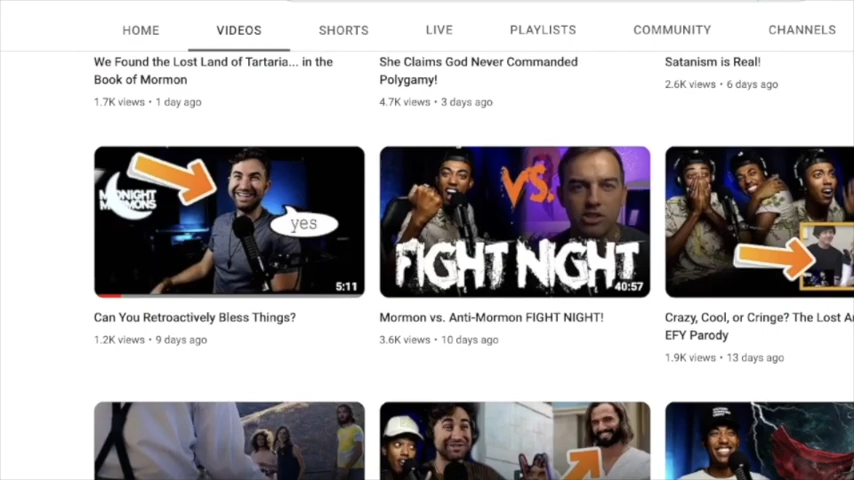 HOME VIDEOS SHORTS LIVE PLAYLISTS COMMUNITY CHANNELS
We Found the Lost Land of Tartaria... in the
Book of Mormon
1.7K views • 1 day ago
She Claims God Never Commanded
Polygamy!
4.7K views • 3 days ago
Satanism is Real!
2.6K views • 6 days ago
MIDNIGHT
MORMONS
yes
5:11
VS.
FIGHT NIGHT
40:57
Can You Retroactively Bless Things?
1.2K views • 9 days ago
Mormon vs. Anti-Mormon FIGHT NIGHT!
3.6K views • 10 days ago
Crazy, Cool, or Cringe? The Lost
EFY Parody
1.9K views • 13 days ago